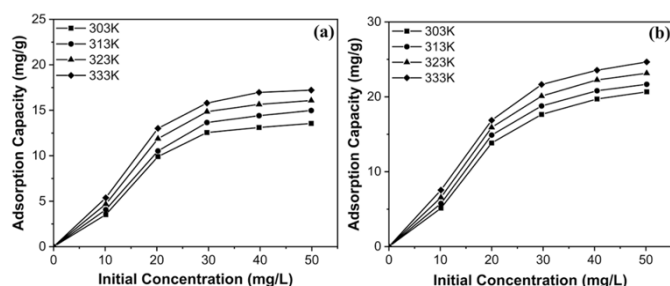 (a)
303K
313K
323K
333K
Adsorption Capacity (mg/g)
25
20
15
10
5
0
0 10 20 30 40 50
Initial Concentration (mg/L)
(b)
303K
313K
323K
333K
Adsorption Capacity (mg/g)
30
20
10
0
0 10 20 30 40 50
Initial Concentration (mg/L)